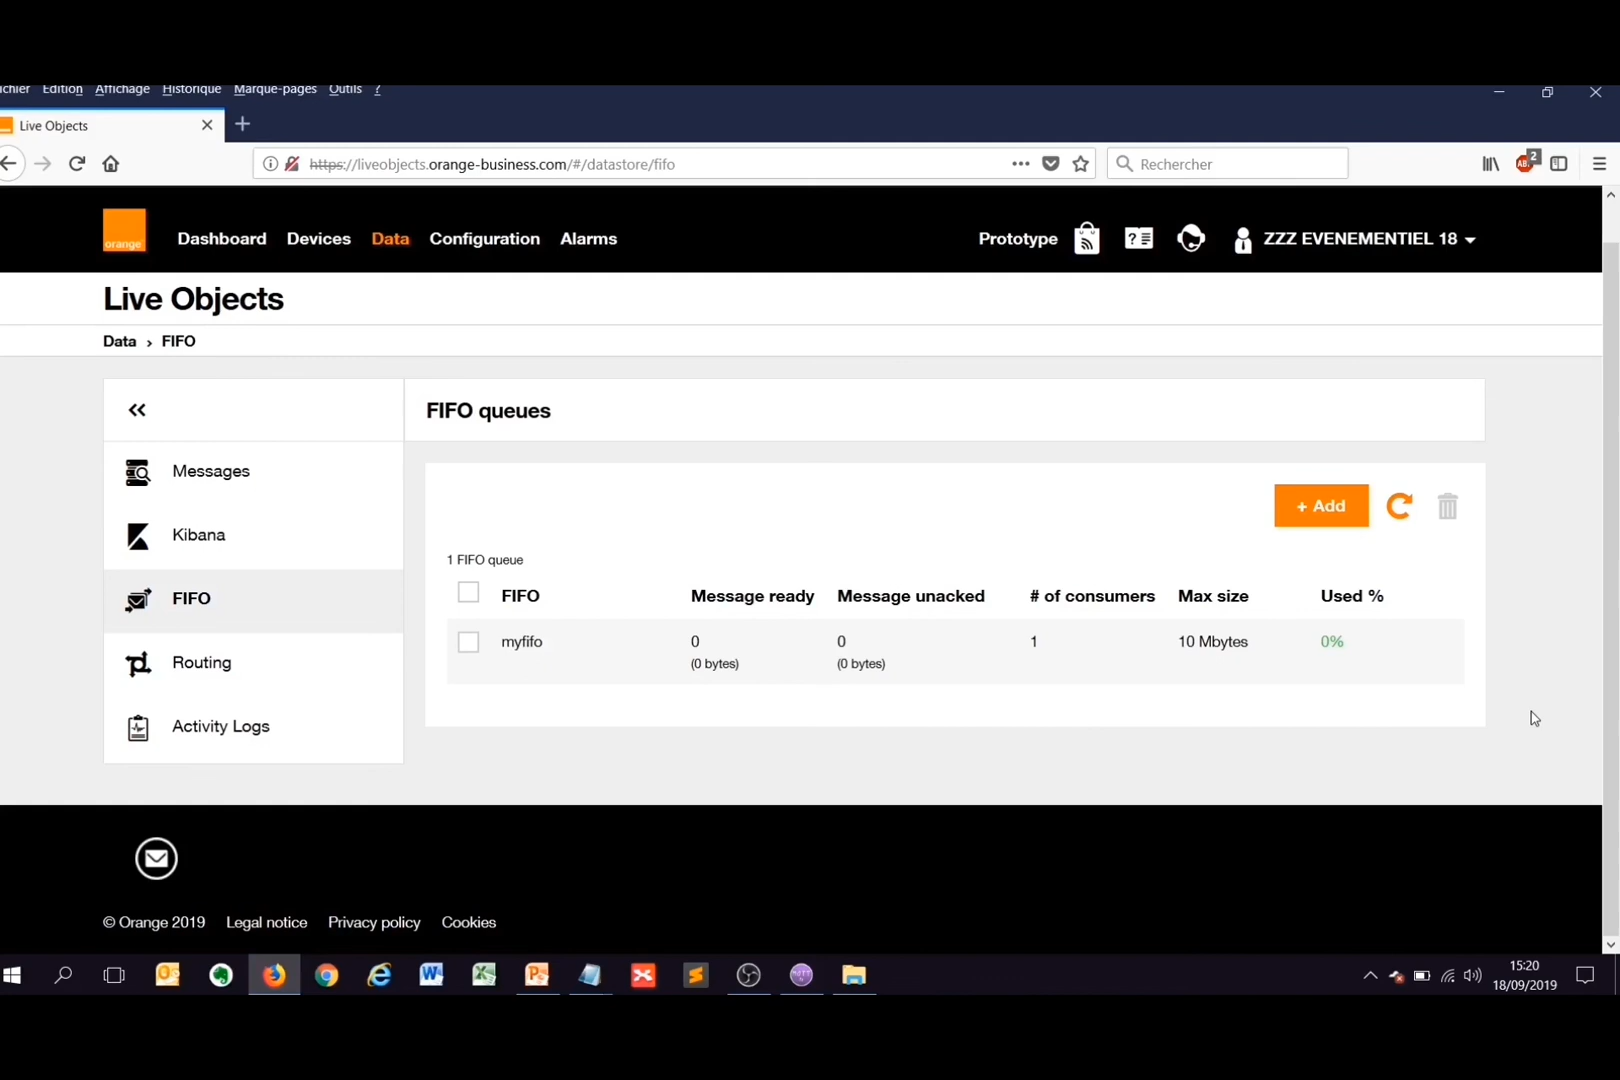 ichier Edition Affichage Historique Marque-pages Outils ?
Live Objects
https://liveobjects.orange-business.com/#/datastore/fifo
Rechercher
ABP 2
orange
Dashboard Devices Data Configuration Alarms
Prototype
ZZZ EVENEMENTIEL 18
Live Objects
Data › FIFO
FIFO queues
Messages
Kibana
FIFO
Routing
Activity Logs
+ Add
1 FIFO queue
FIFO Message ready Message unacked # of consumers Max size Used %
myfifo 0 0 1 10 Mbytes 0%
(0 bytes) (0 bytes)
© Orange 2019 Legal notice Privacy policy Cookies
15:20
18/09/2019